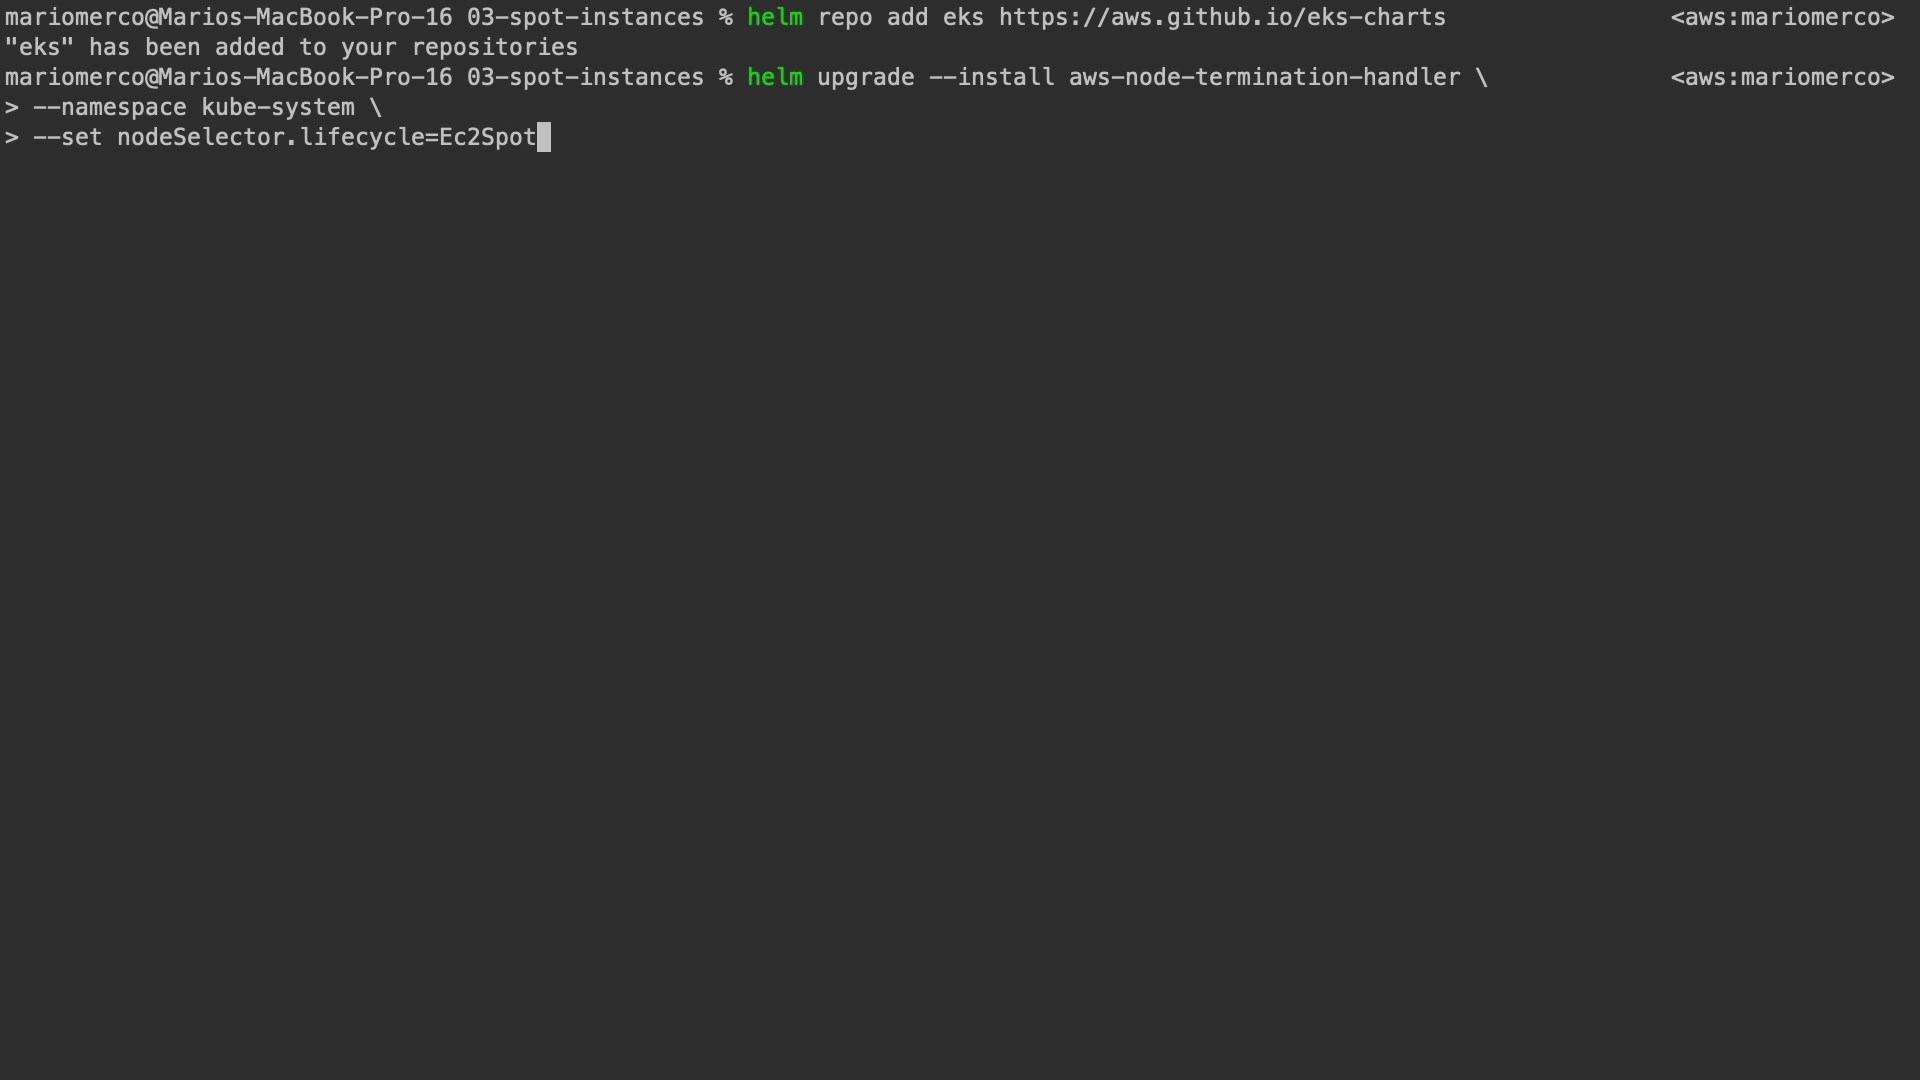 mariomerco@Marios-MacBook-Pro-16 03-spot-instances % helm repo add eks https://aws.github.io/eks-charts <aws:mariomerco>
"eks" has been added to your repositories
mariomerco@Marios-MacBook-Pro-16 03-spot-instances % helm upgrade --install aws-node-termination-handler \ <aws:mariomerco>
> --namespace kube-system \
> --set nodeSelector.lifecycle=Ec2Spot